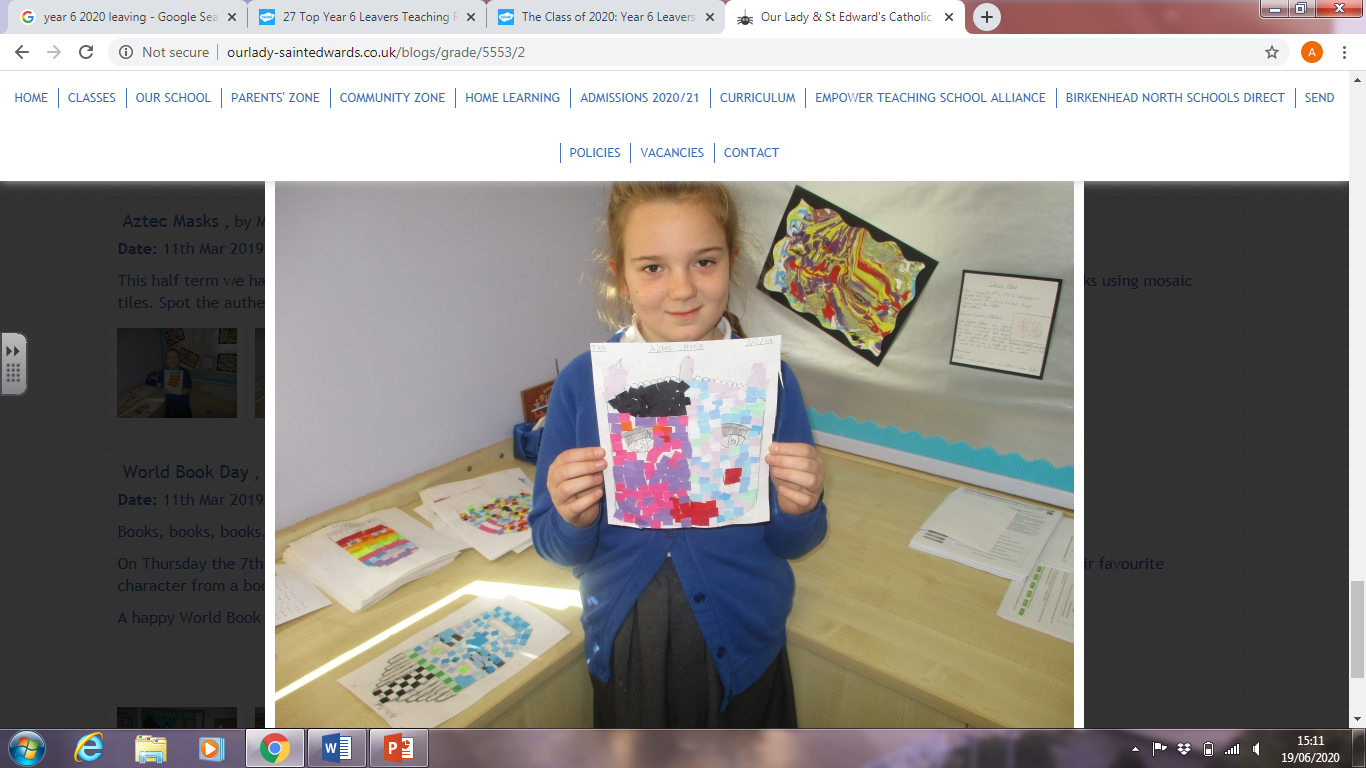 year 6 2020 leaving - Google Sea
27 Top Year 6 Leavers Teaching R
The Class of 2020: Year 6 Leavers
Our Lady & St Edward's Catholic
Not secure
ourlady-saintedwards.co.uk/blogs/grade/5553/2
A
HOME
CLASSES
OUR SCHOOL
PARENTS' ZONE
COMMUNITY ZONE
HOME LEARNING
ADMISSIONS 2020/21
CURRICULUM
EMPOWER TEACHING SCHOOL ALLIANCE
BIRKENHEAD NORTH SCHOOLS DIRECT
SEND
POLICIES
VACANCIES
CONTACT
Aztec Masks , by M
Date: 11th Mar 2019
This half term we ha
ks using mosaic
tiles. Spot the authe
World Book Day ,
Date: 11th Mar 2019
Books, books, books.
On Thursday the 7th
ir favourite
character from a boo
A happy World Book
AZTEC MASK
15:11
19/06/2020